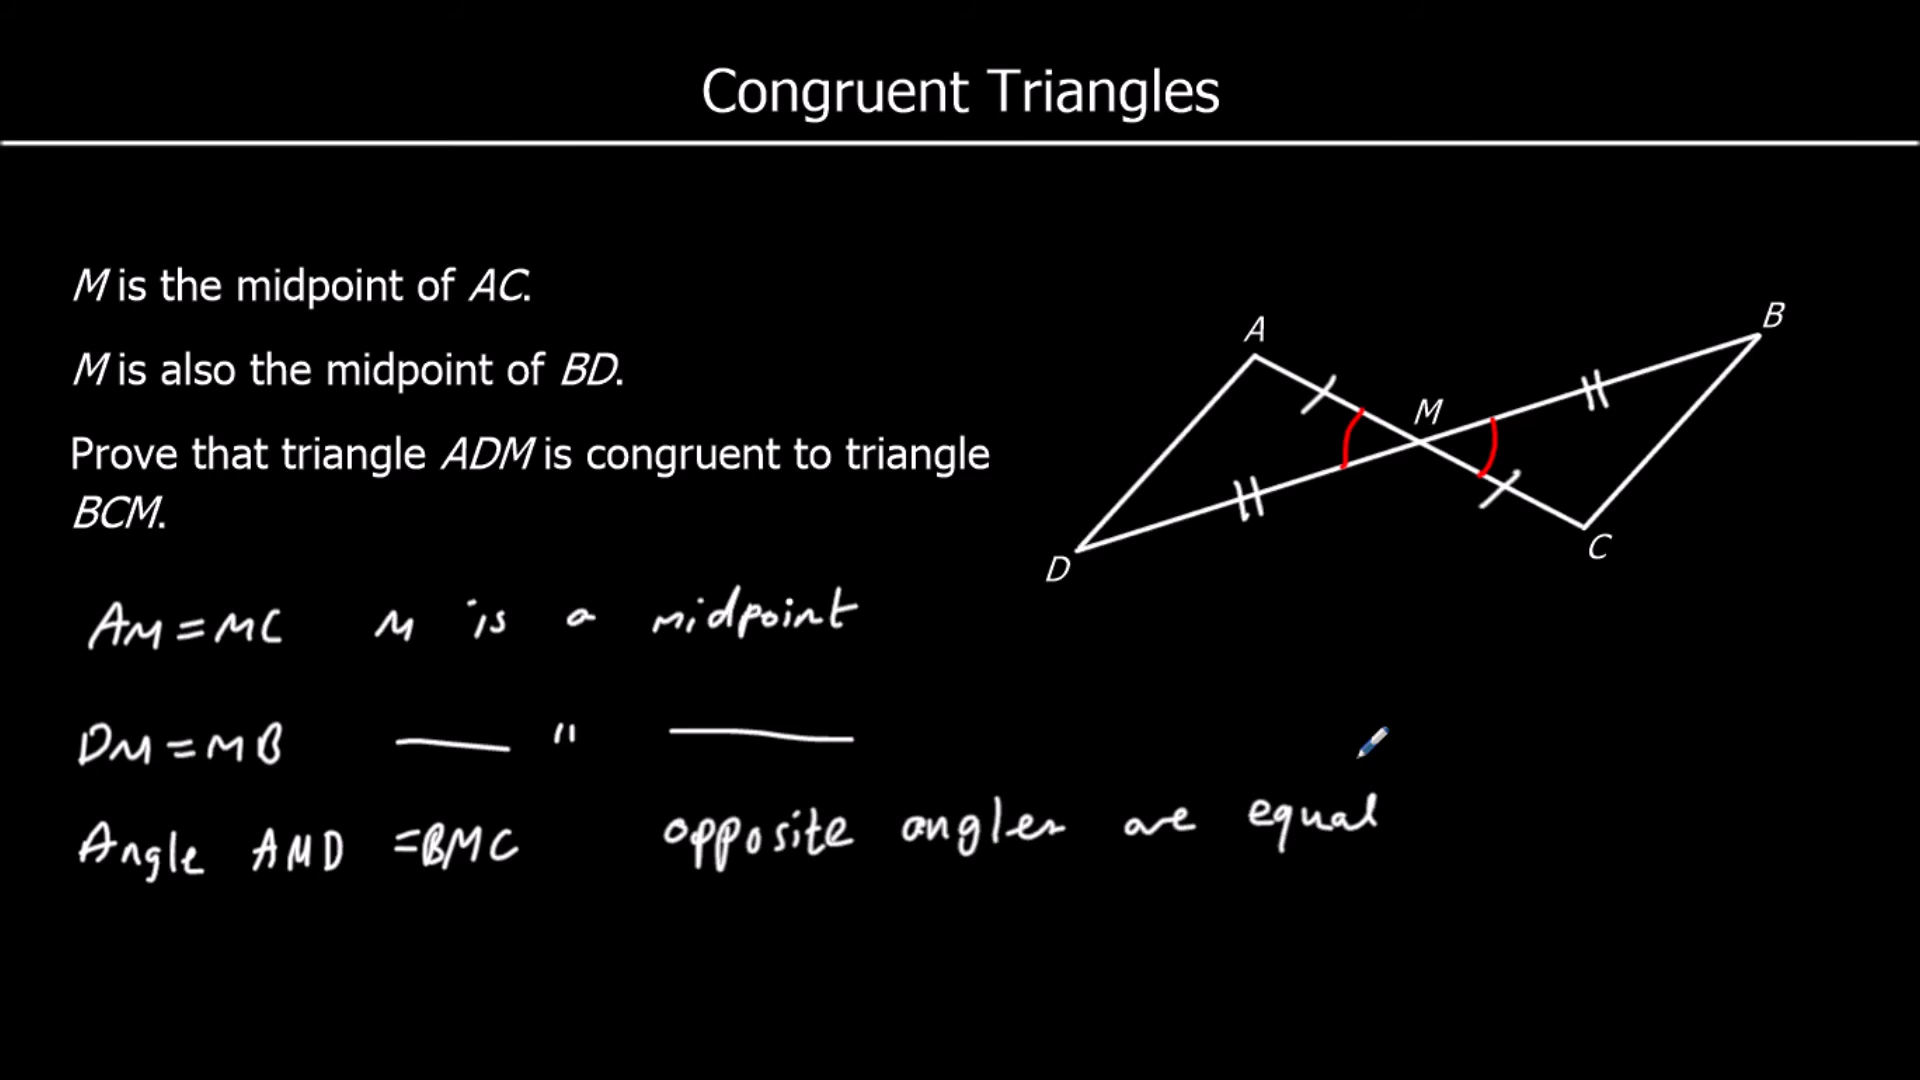 Congruent Triangles
M is the midpoint of AC.
M is also the midpoint of BD.
Prove that triangle ADM is congruent to triangle
BCM.
A
B
M
D
C
AM = MC M is a midpoint
DM = MB — " —
Angle AMD = BMC opposite angles are equal